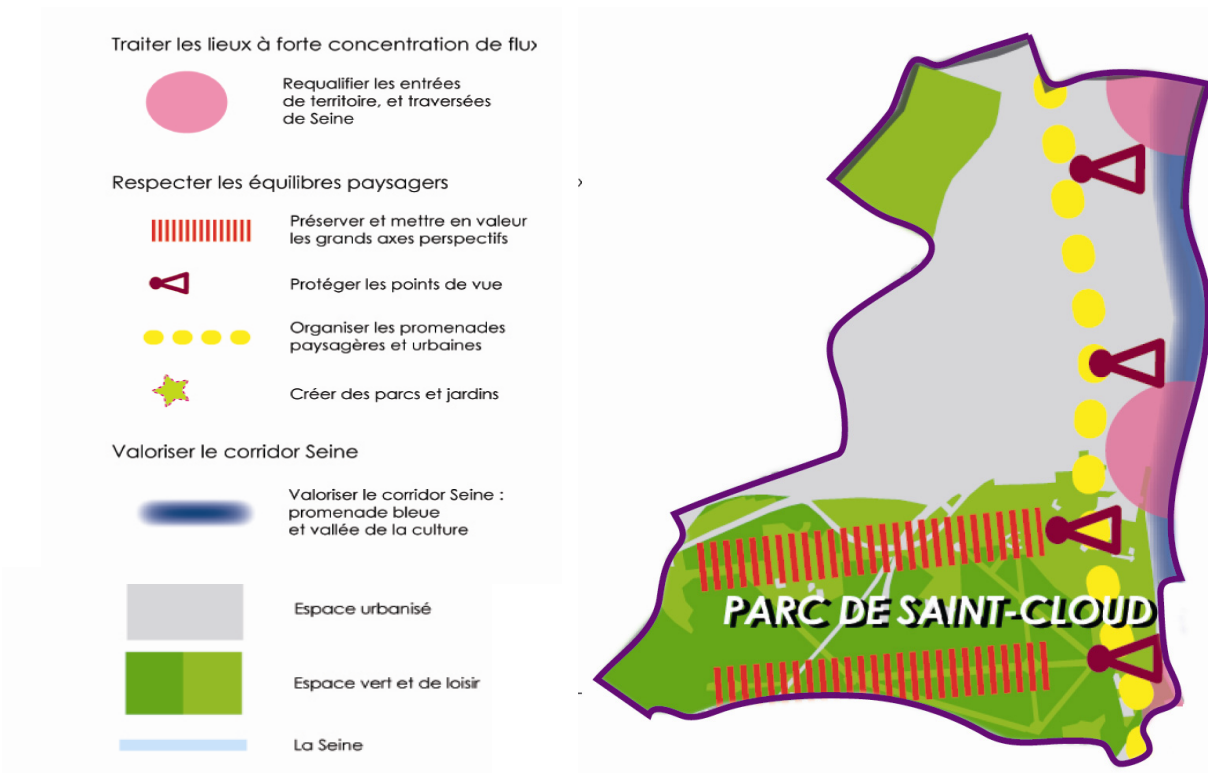 Traiter les lieux à forte concentration de flux
Requalifier les entrées
de territoire, et traversées
de Seine
Respecter les équilibres paysagers
Préserver et mettre en valeur
les grands axes perspectifs
Protéger les points de vue
Organiser les promenades
paysagères et urbaines
Créer des parcs et jardins
Valoriser le corridor Seine
Valoriser le corridor Seine :
promenade bleue
et vallée de la culture
Espace urbanisé
Espace vert et de loisir
La Seine
PARC DE SAINT-CLOUD